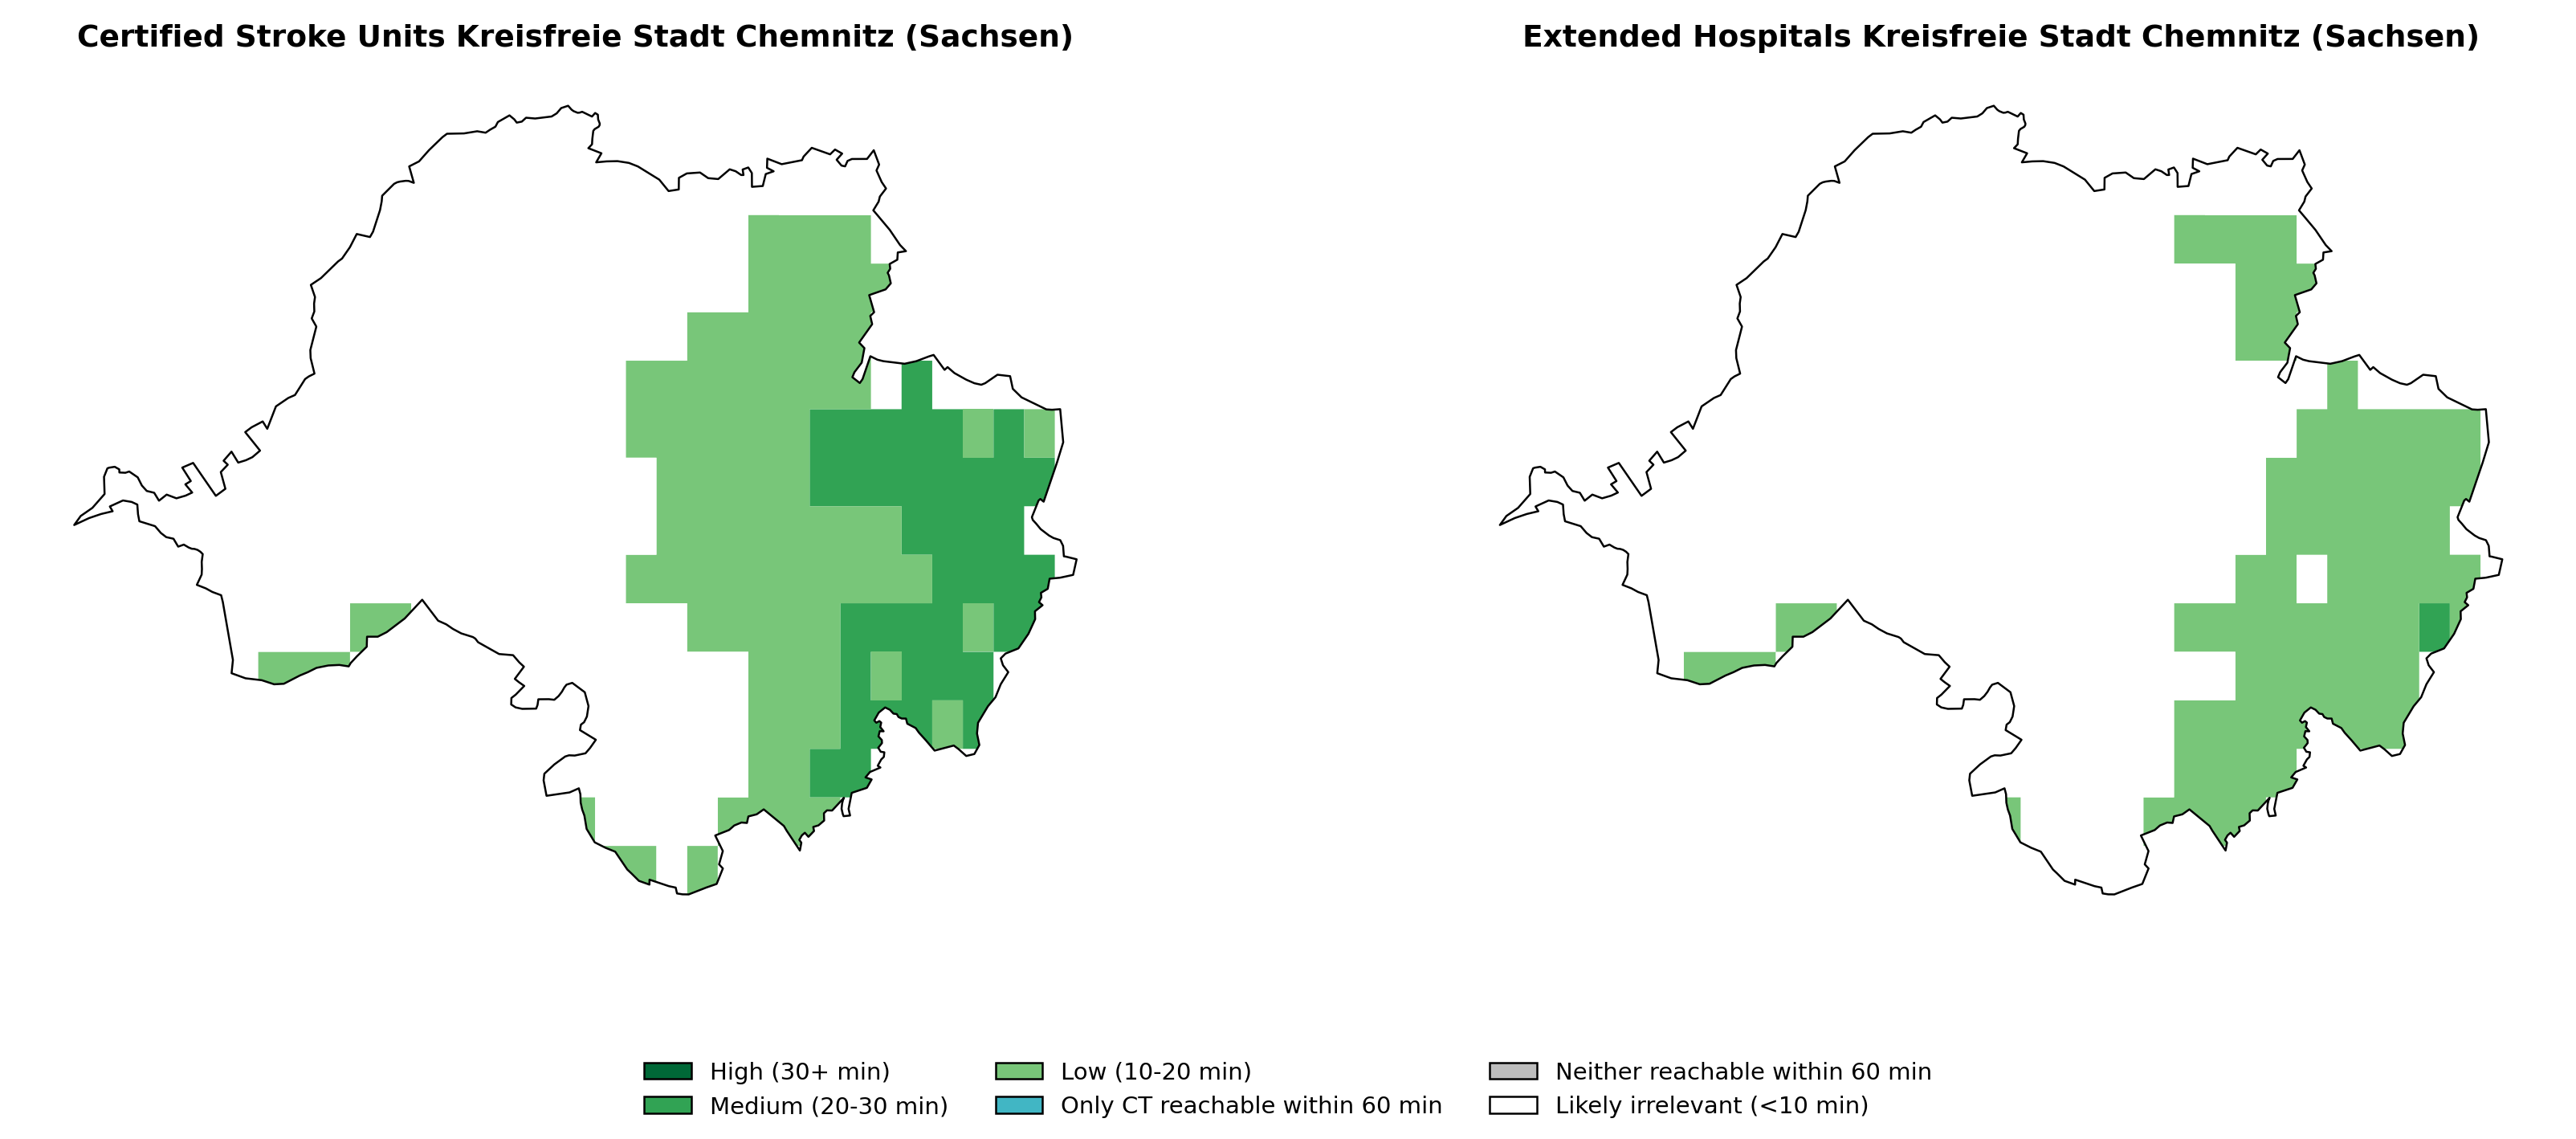 Certified Stroke Units Kreisfreie Stadt Chemnitz (Sachsen)
Extended Hospitals Kreisfreie Stadt Chemnitz (Sachsen)
High (30+ min)
Medium (20-30 min)
Low (10-20 min)
Only CT reachable within 60 min
Neither reachable within 60 min
Likely irrelevant (<10 min)